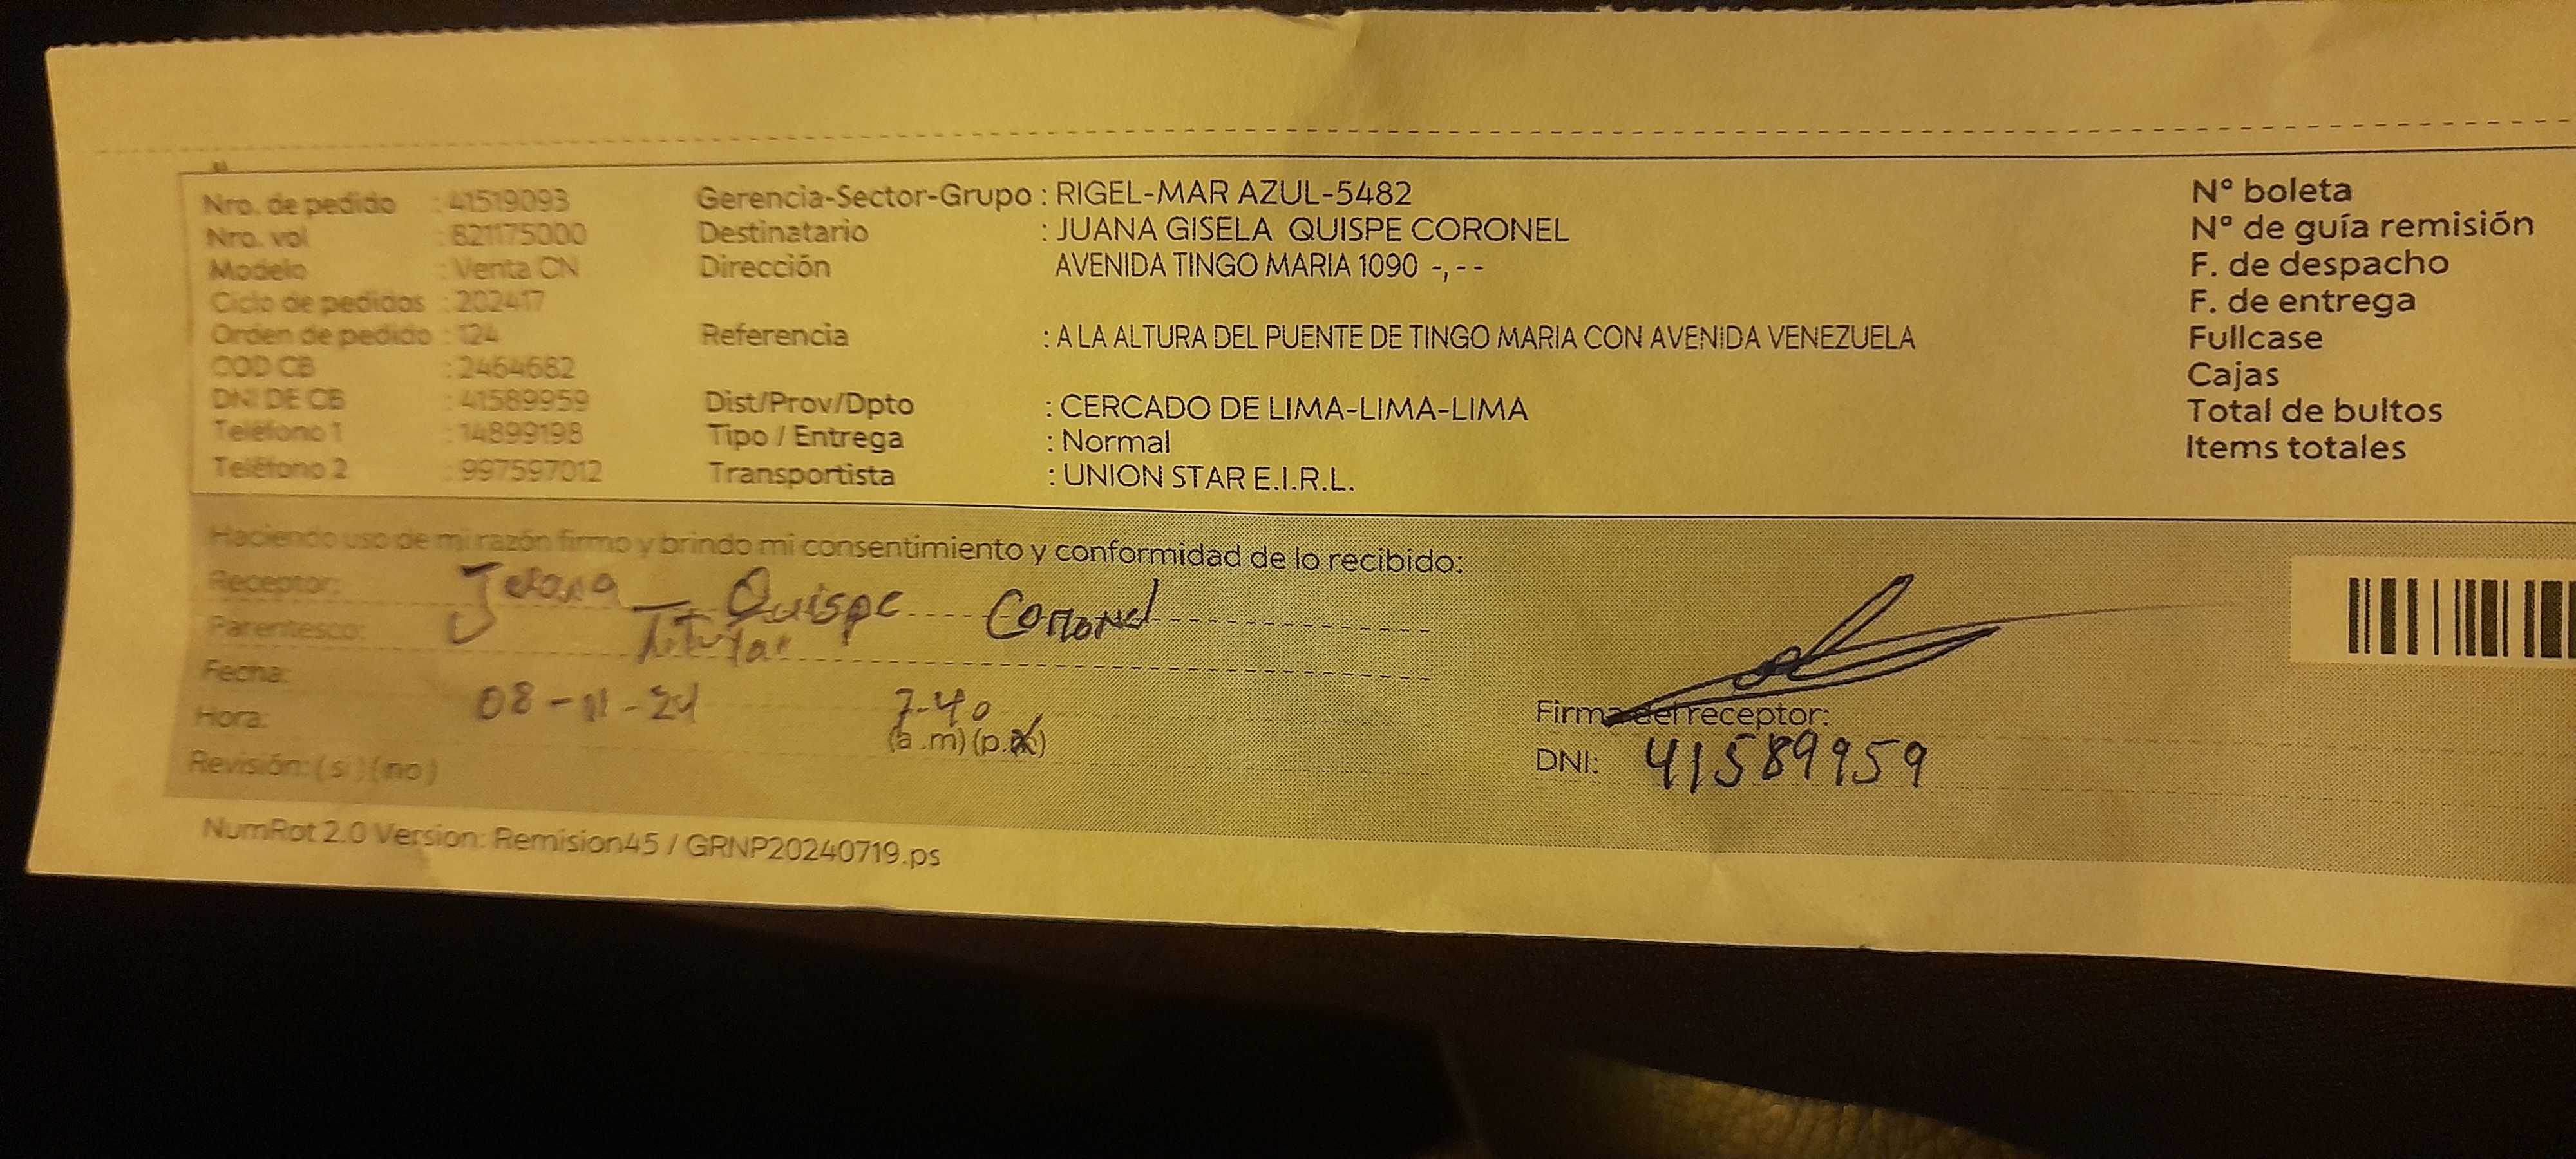 Nro. de pedido : 41519093 Gerencia-Sector-Grupo : RIGEL-MAR AZUL-5482 N° boleta
Nro. vol : 821175000 Destinatario : JUANA GISELA QUISPE CORONEL N° de guía remisión
Modelo : Venta CN Dirección AVENIDA TINGO MARIA 1090 -, - - F. de despacho
Ciclo de pedidos : 202417 F. de entrega
Orden de pedido : 124 Referencia : A LA ALTURA DEL PUENTE DE TINGO MARIA CON AVENIDA VENEZUELA Fullcase
COD CB : 2464682 Cajas
DNI DE CB : 41589959 Dist/Prov/Dpto : CERCADO DE LIMA-LIMA-LIMA Total de bultos
Teléfono 1 : 14899198 Tipo / Entrega : Normal Items totales
Teléfono 2 : 997597012 Transportista : UNION STAR E.I.R.L.
Haciendo uso de mi razón firmo y brindo mi consentimiento y conformidad de lo recibido:
Receptor: Quispe Coronel
Parentesco: Titular
Fecha: 08-11-24 7-40
Hora: (a.m) (p.m) Firma del receptor:
Revisión: (si) (no) DNI: 41589959
NumRot 2.0 Version: Remision45 / GRNP20240719.ps